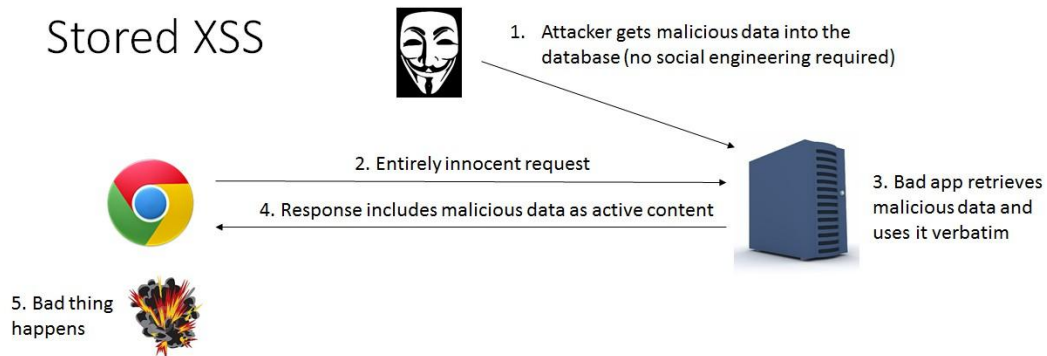 Stored XSS
1. Attacker gets malicious data into the
database (no social engineering required)
2. Entirely innocent request
4. Response includes malicious data as active content
3. Bad app retrieves
malicious data and
uses it verbatim
5. Bad thing
happens